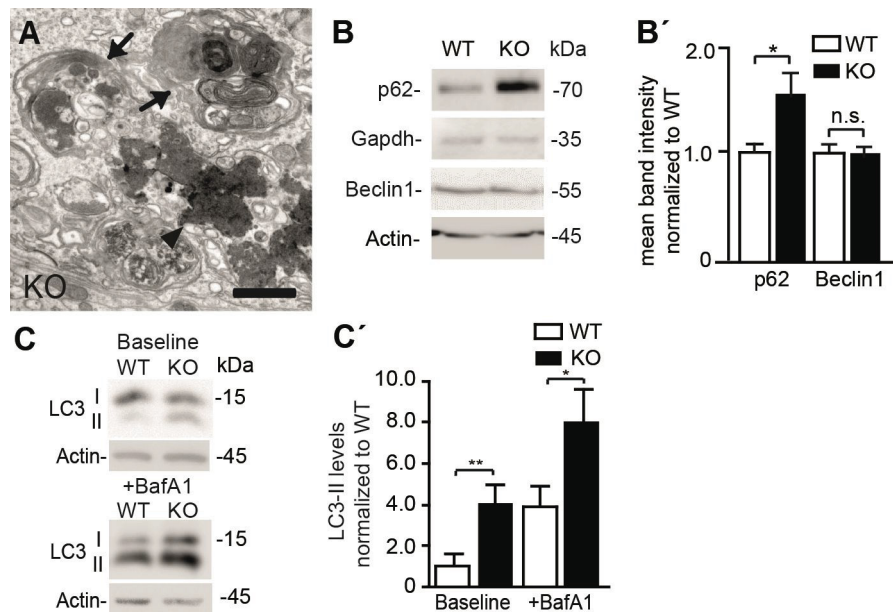 A
KO
B
WT KO kDa
p62- -70
Gapdh- -35
Beclin1- -55
Actin- -45
B´
WT
KO
mean band intensity
normalized to WT
2.0
1.0
0
*
n.s.
p62 Beclin1
C
Baseline
WT KO kDa
LC3 I -15
II
Actin- -45
+BafA1
WT KO
LC3 I -15
II
Actin- -45
C´
WT
KO
LC3-II levels
normalized to WT
10.0
8.0
6.0
4.0
2.0
0.0
**
*
Baseline +BafA1